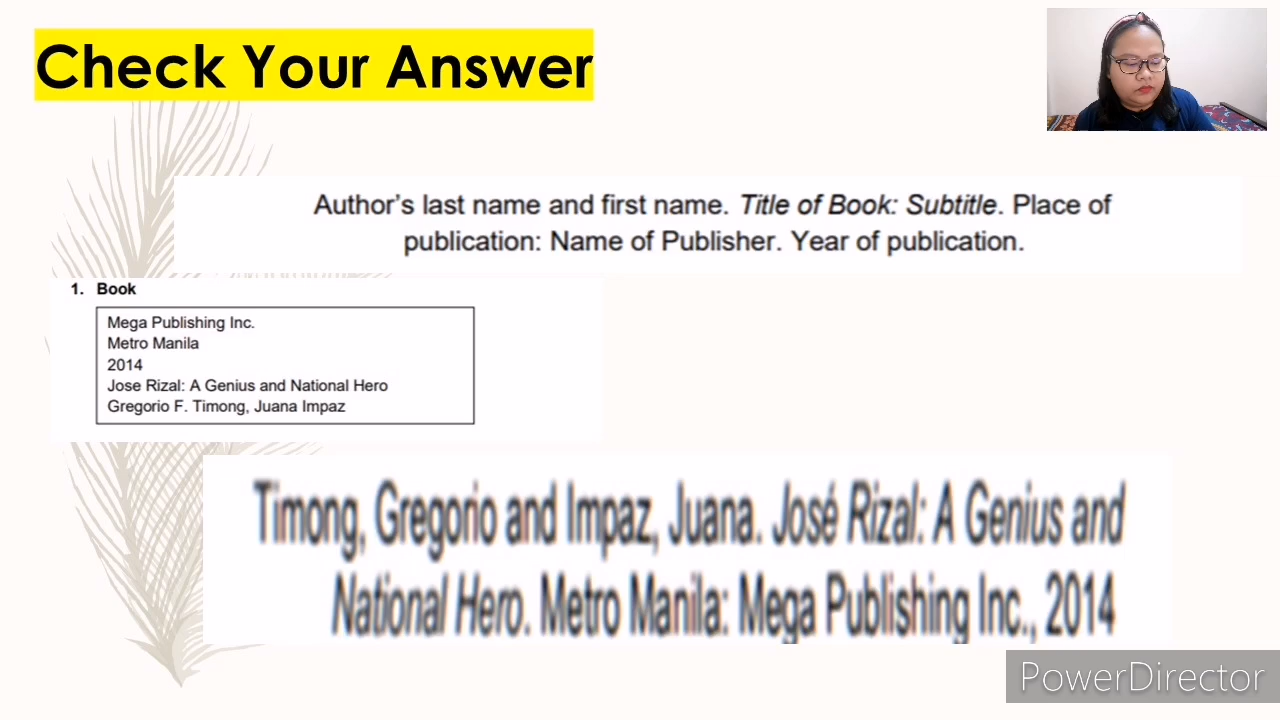 Check Your Answer
Author's last name and first name. Title of Book: Subtitle. Place of
publication: Name of Publisher. Year of publication.
1. Book
Mega Publishing Inc.
Metro Manila
2014
Jose Rizal: A Genius and National Hero
Gregorio F. Timong, Juana Impaz
Timong, Gregorio and Impaz, Juana. José Rizal: A Genius and
National Hero. Metro Manila: Mega Publishing Inc., 2014
PowerDirector